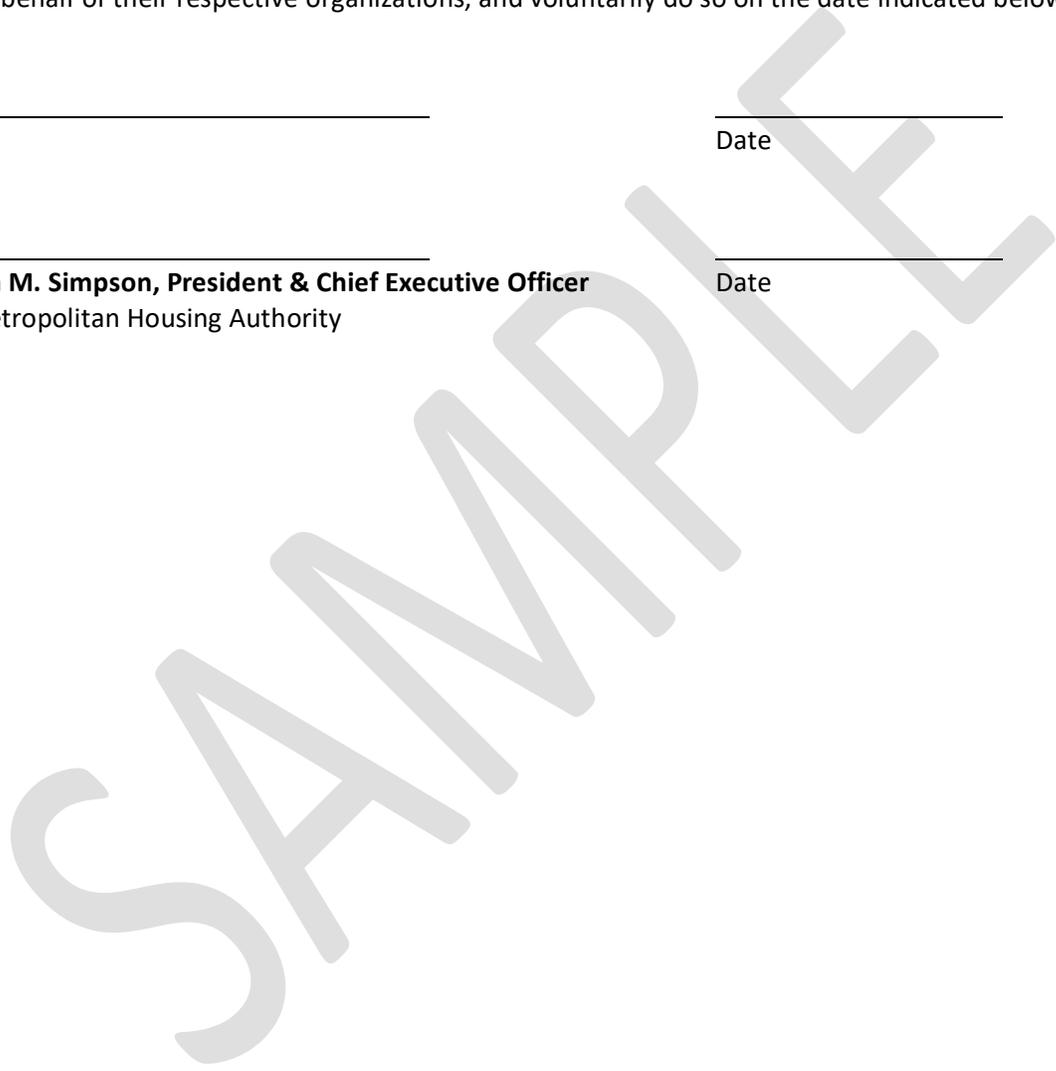 behalf of their respective organizations, and voluntarily do so on the date indicated below
Date
M. Simpson, President & Chief Executive Officer
Date
etropolitan Housing Authority
SAMPLE